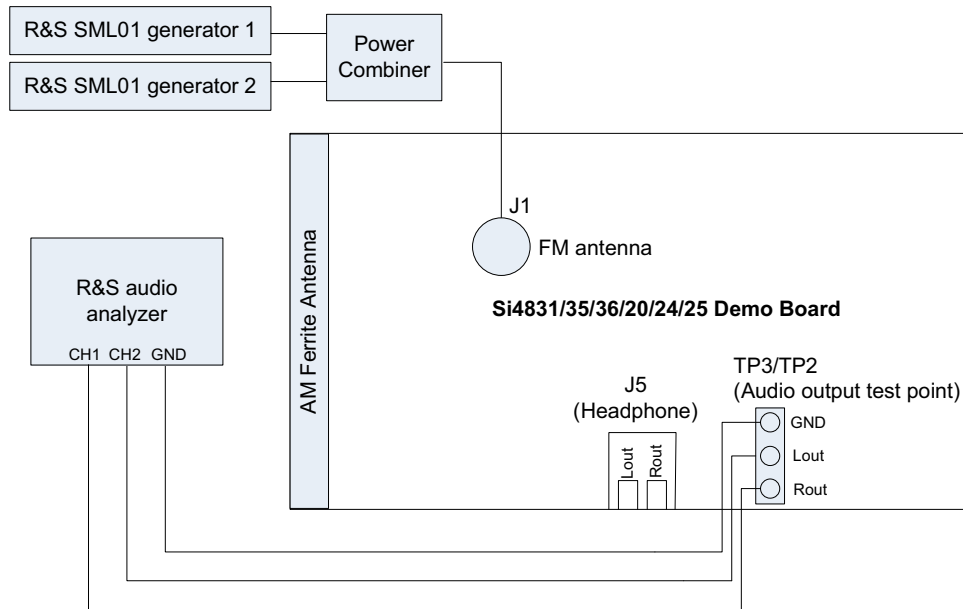 R&S SML01 generator 1
R&S SML01 generator 2
Power
Combiner
J1
FM antenna
AM Ferrite Antenna
R&S audio
analyzer
CH1 CH2 GND
Si4831/35/36/20/24/25 Demo Board
J5
(Headphone)
Lout
Rout
TP3/TP2
(Audio output test point)
GND
Lout
Rout